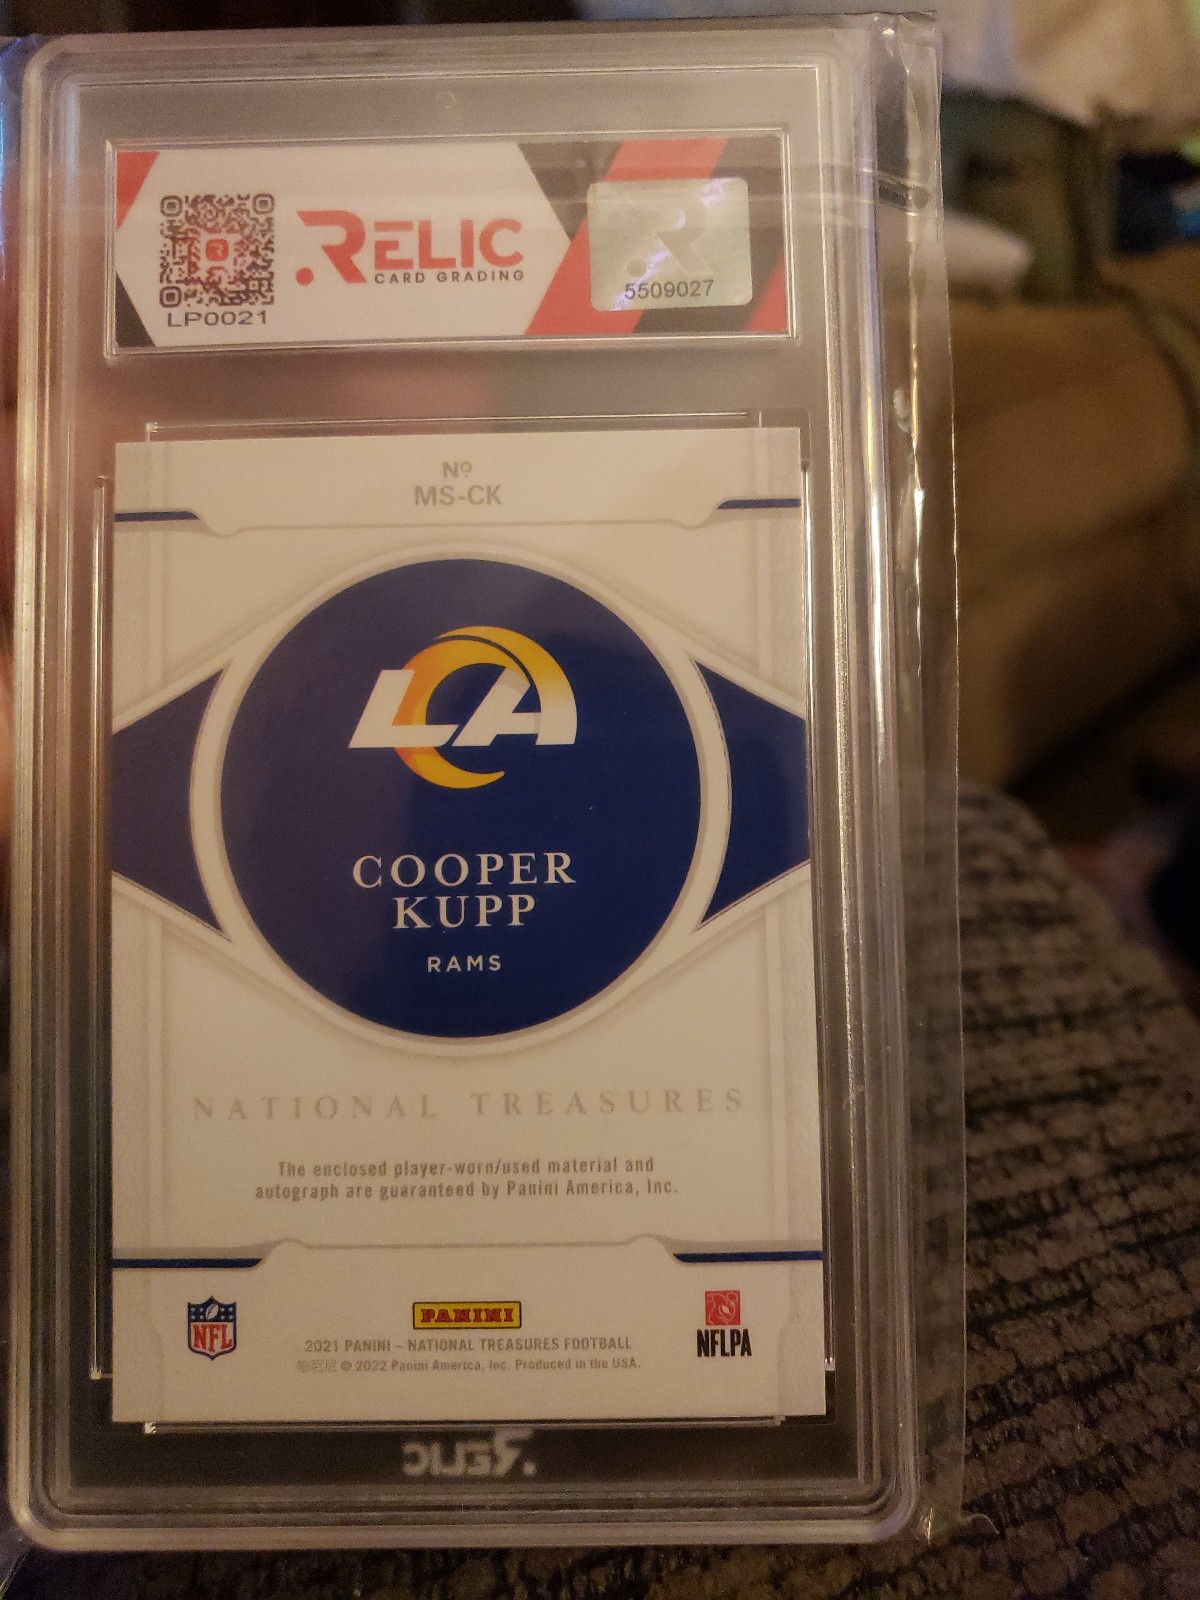 RELIC
CARD GRADING
LP0021
5509027
Nº
MS-CK
LA
COOPER
KUPP
RAMS
NATIONAL TREASURES
The enclosed player-worn/used material and
autograph are guaranteed by Panini America, Inc.
NFL
PANINI
2021 PANINI – NATIONAL TREASURES FOOTBALL
© 2022 Panini America, Inc. Produced in the USA.
NFLPA
RELIC